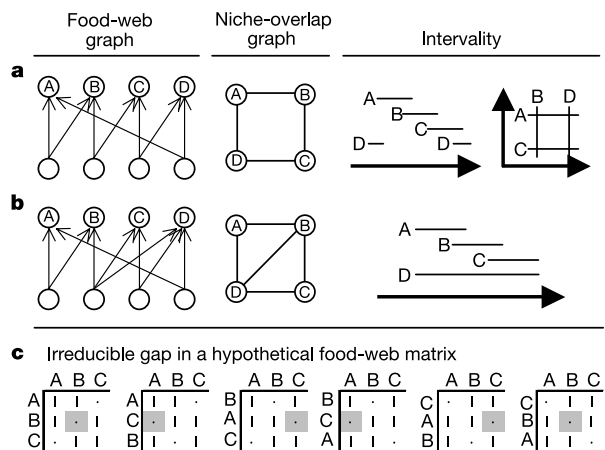 Food-web graph
Niche-overlap graph
Intervality
a
A B C D
A B
D C
A
B
C
D D
B D
A
C
b
A B C D
A B
D C
A
B
C
D
c Irreducible gap in a hypothetical food-web matrix
A B C A B C A B C A B C A B C A B C
A A B B C C
B C A C A B
C B C A B A